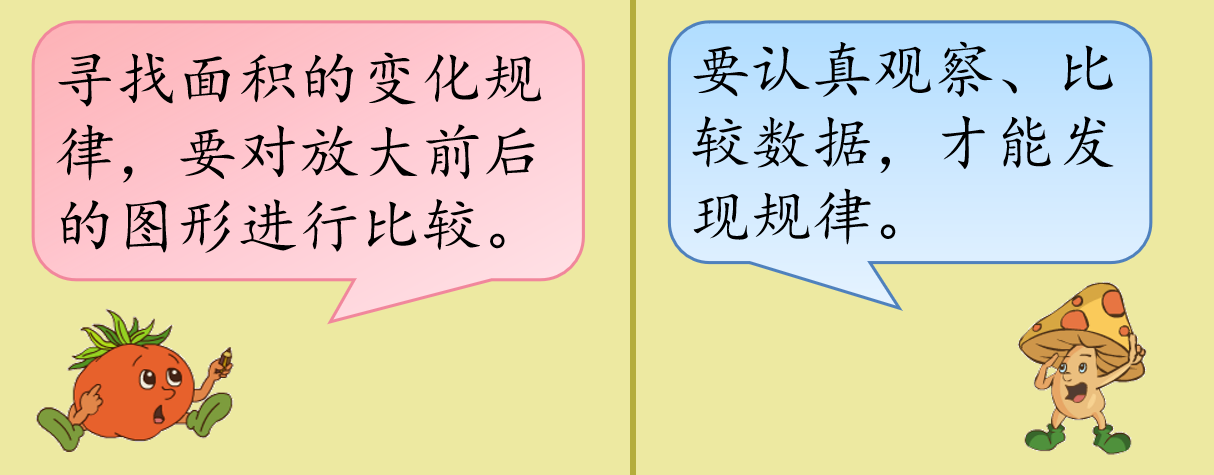 寻找面积的变化规
律，要对放大前后
的图形进行比较。
要认真观察、比
较数据，才能发
现规律。